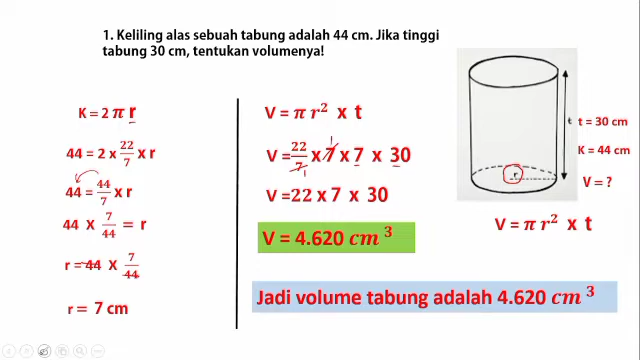 1. Keliling alas sebuah tabung adalah 44 cm. Jika tinggi
tabung 30 cm, tentukan volumenya!
K = 2 π r
44 = 2 x 22/7 x r
44 = 44/7 x r
44 x 7/44 = r
r = 44 x 7/44
r = 7 cm
V = π r² x t
V = 22/7 x 7 x 7 x 30
1
1
V = 22 x 7 x 30
V = 4.620 cm³
r
t
t = 30 cm
K = 44 cm
V = ?
V = π r² x t
Jadi volume tabung adalah 4.620 cm³